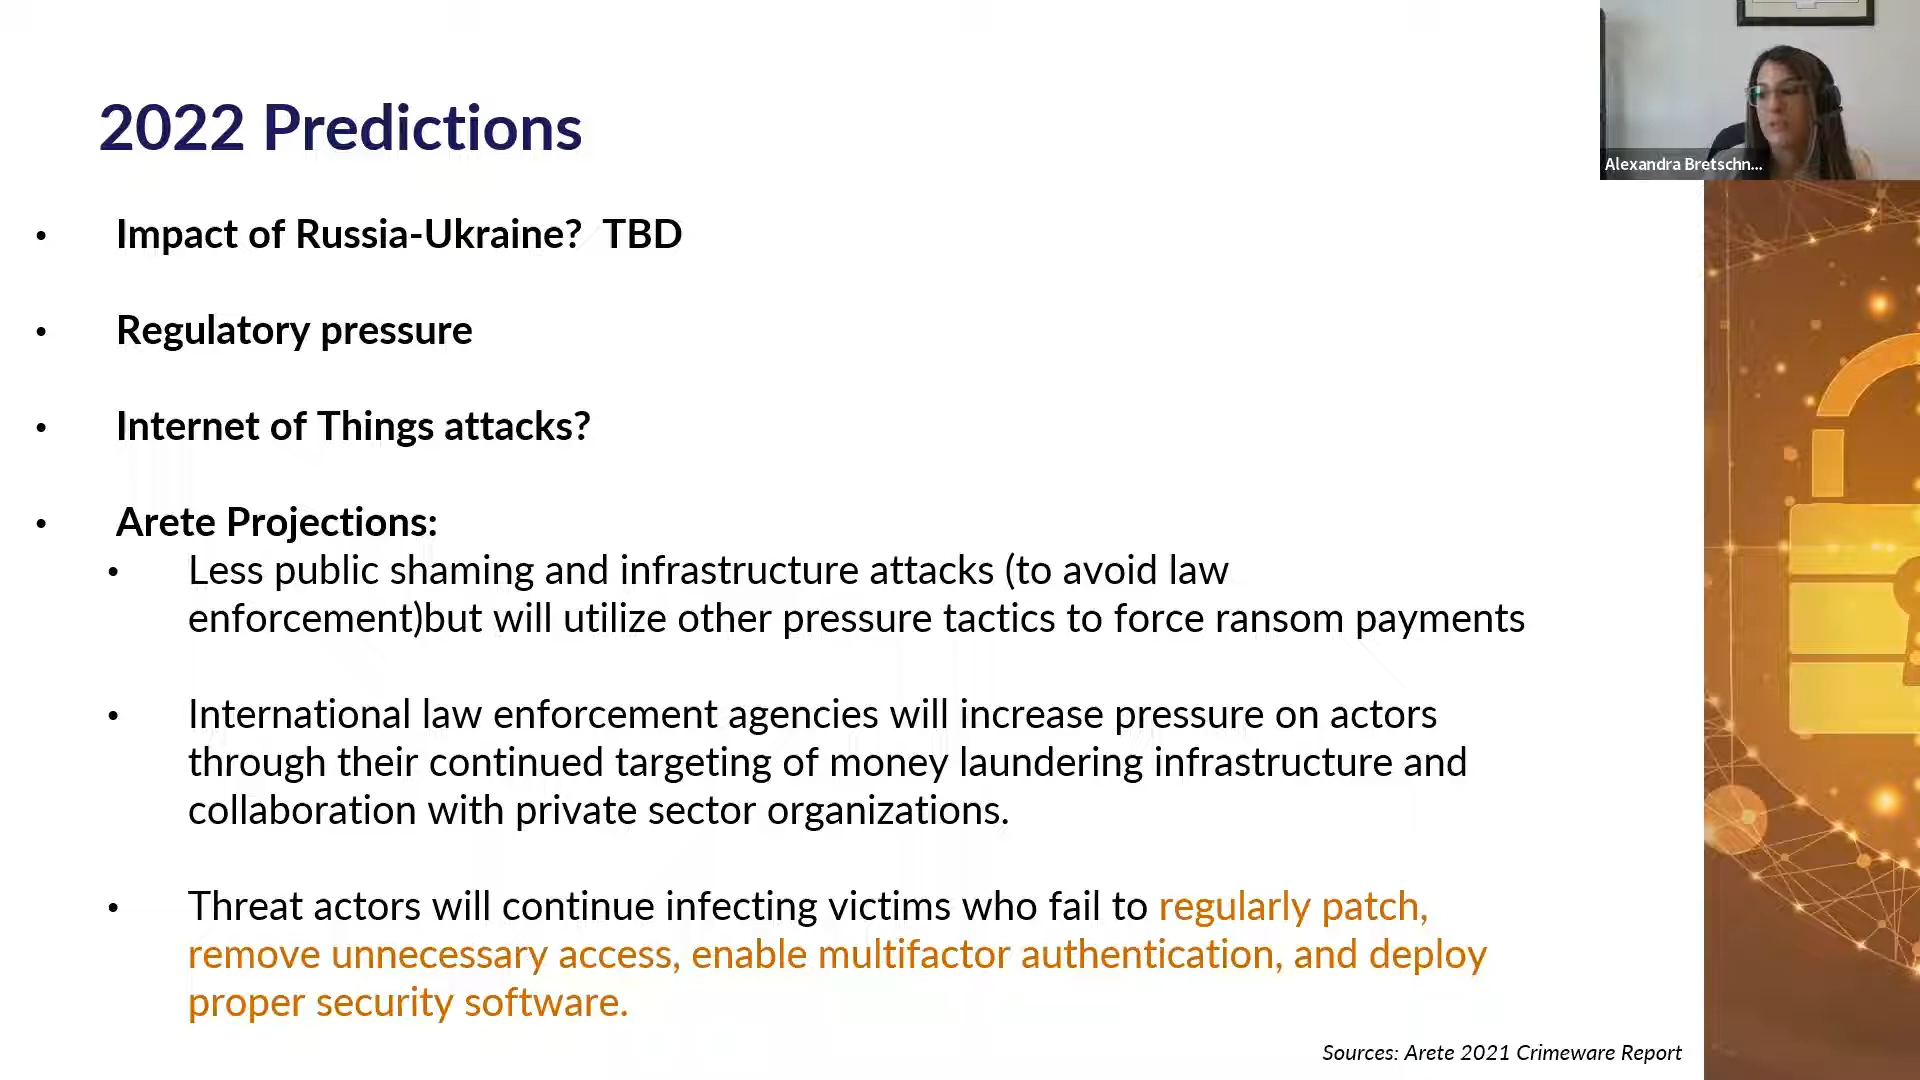 2022 Predictions
Alexandra Bretschn...
• Impact of Russia-Ukraine? TBD
• Regulatory pressure
• Internet of Things attacks?
• Arete Projections:
• Less public shaming and infrastructure attacks (to avoid law
enforcement)but will utilize other pressure tactics to force ransom payments
• International law enforcement agencies will increase pressure on actors
through their continued targeting of money laundering infrastructure and
collaboration with private sector organizations.
• Threat actors will continue infecting victims who fail to regularly patch,
remove unnecessary access, enable multifactor authentication, and deploy
proper security software.
Sources: Arete 2021 Crimeware Report